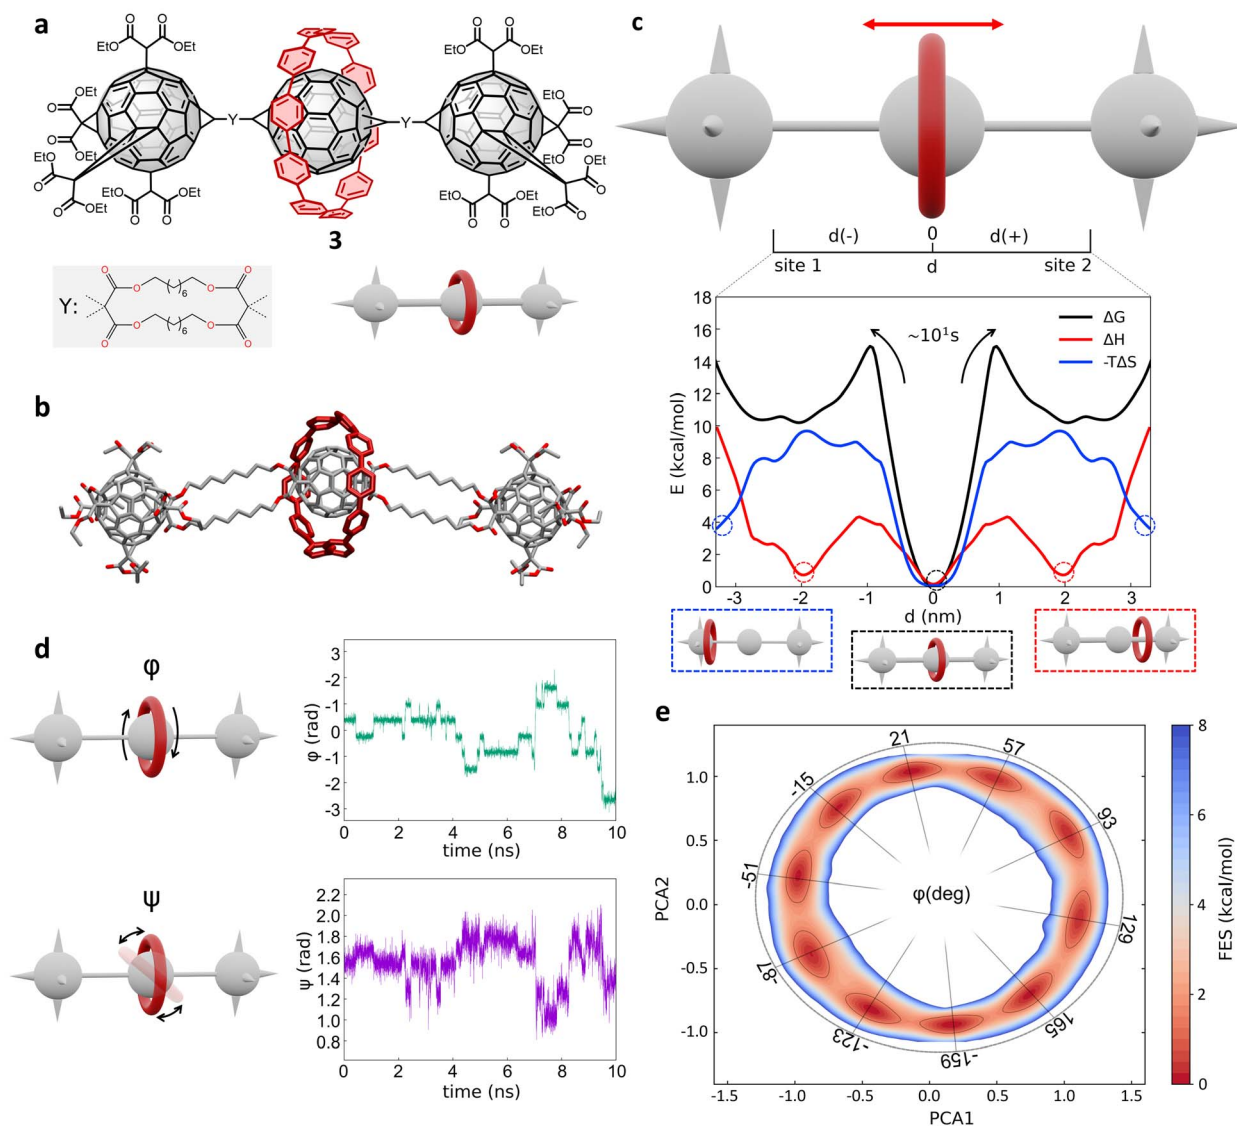 a
O O
EtO OEt
O O
EtO OEt
OEt
O
O
OEt
EtO
O
O
EtO
OEt
O O
EtO OEt
O O
Y
Y
EtO
O
O
EtO
OEt
O
O
OEt
EtO OEt
O O
3
Y:
O O
O O
6
6
O O
O O
b
c
d(-) 0 d(+)
site 1 d site 2
18
16
14
12
10
8
6
4
2
0
E (kcal/mol)
~10¹s
ΔG
ΔH
-TΔS
-3 -2 -1 0 1 2 3
d (nm)
d
φ
3
-2
-1
0
-1
-2
-3
φ (rad)
0 2 4 6 8 10
time (ns)
ψ
2.2
2.0
1.8
1.6
1.4
1.2
1.0
0.8
ψ (rad)
0 2 4 6 8 10
time (ns)
e
1.0
0.5
0.0
-0.5
-1.0
PCA2
21
57
93
129
165
-159
-123
-87
-51
-15
φ(deg)
-1.5 -1.0 -0.5 0.0 0.5 1.0 1.5
PCA1
8
6
4
2
0
FES (kcal/mol)